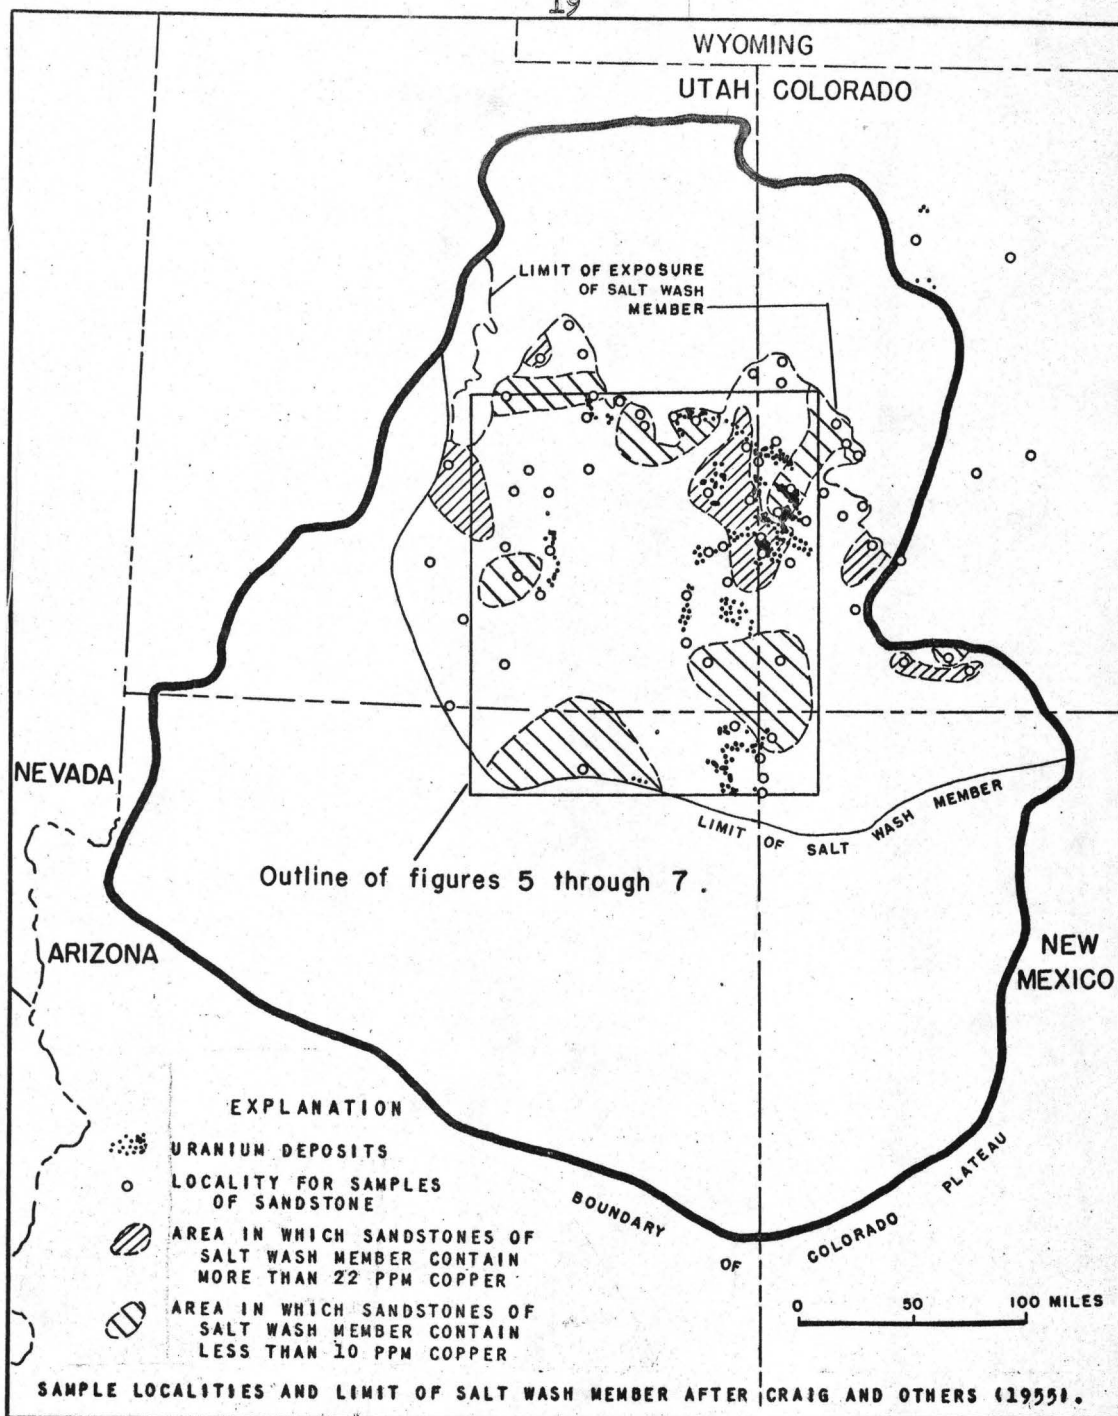 19
WYOMING
UTAH
COLORADO
LIMIT OF EXPOSURE
OF SALT WASH
MEMBER
NEVADA
LIMIT OF SALT WASH MEMBER
Outline of figures 5 through 7.
ARIZONA
NEW
MEXICO
EXPLANATION
URANIUM DEPOSITS
LOCALITY FOR SAMPLES
OF SANDSTONE
AREA IN WHICH SANDSTONES OF
SALT WASH MEMBER CONTAIN
MORE THAN 22 PPM COPPER
AREA IN WHICH SANDSTONES OF
SALT WASH MEMBER CONTAIN
LESS THAN 10 PPM COPPER
BOUNDARY OF COLORADO PLATEAU
0 50 100 MILES
SAMPLE LOCALITIES AND LIMIT OF SALT WASH MEMBER AFTER CRAIG AND OTHERS (1955).